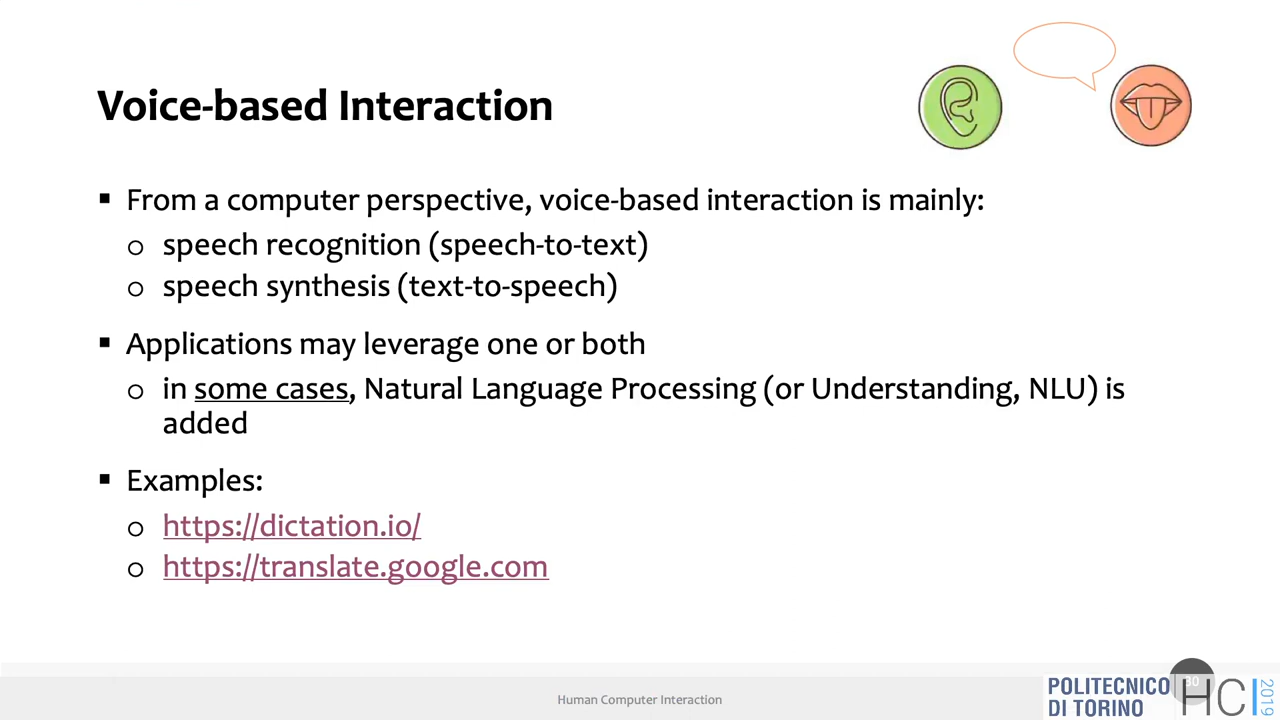 Voice-based Interaction
▪ From a computer perspective, voice-based interaction is mainly:
o speech recognition (speech-to-text)
o speech synthesis (text-to-speech)
▪ Applications may leverage one or both
o in some cases, Natural Language Processing (or Understanding, NLU) is
added
▪ Examples:
o https://dictation.io/
o https://translate.google.com
Human Computer Interaction
30
POLITECNICO
DI TORINO
HCI
2019